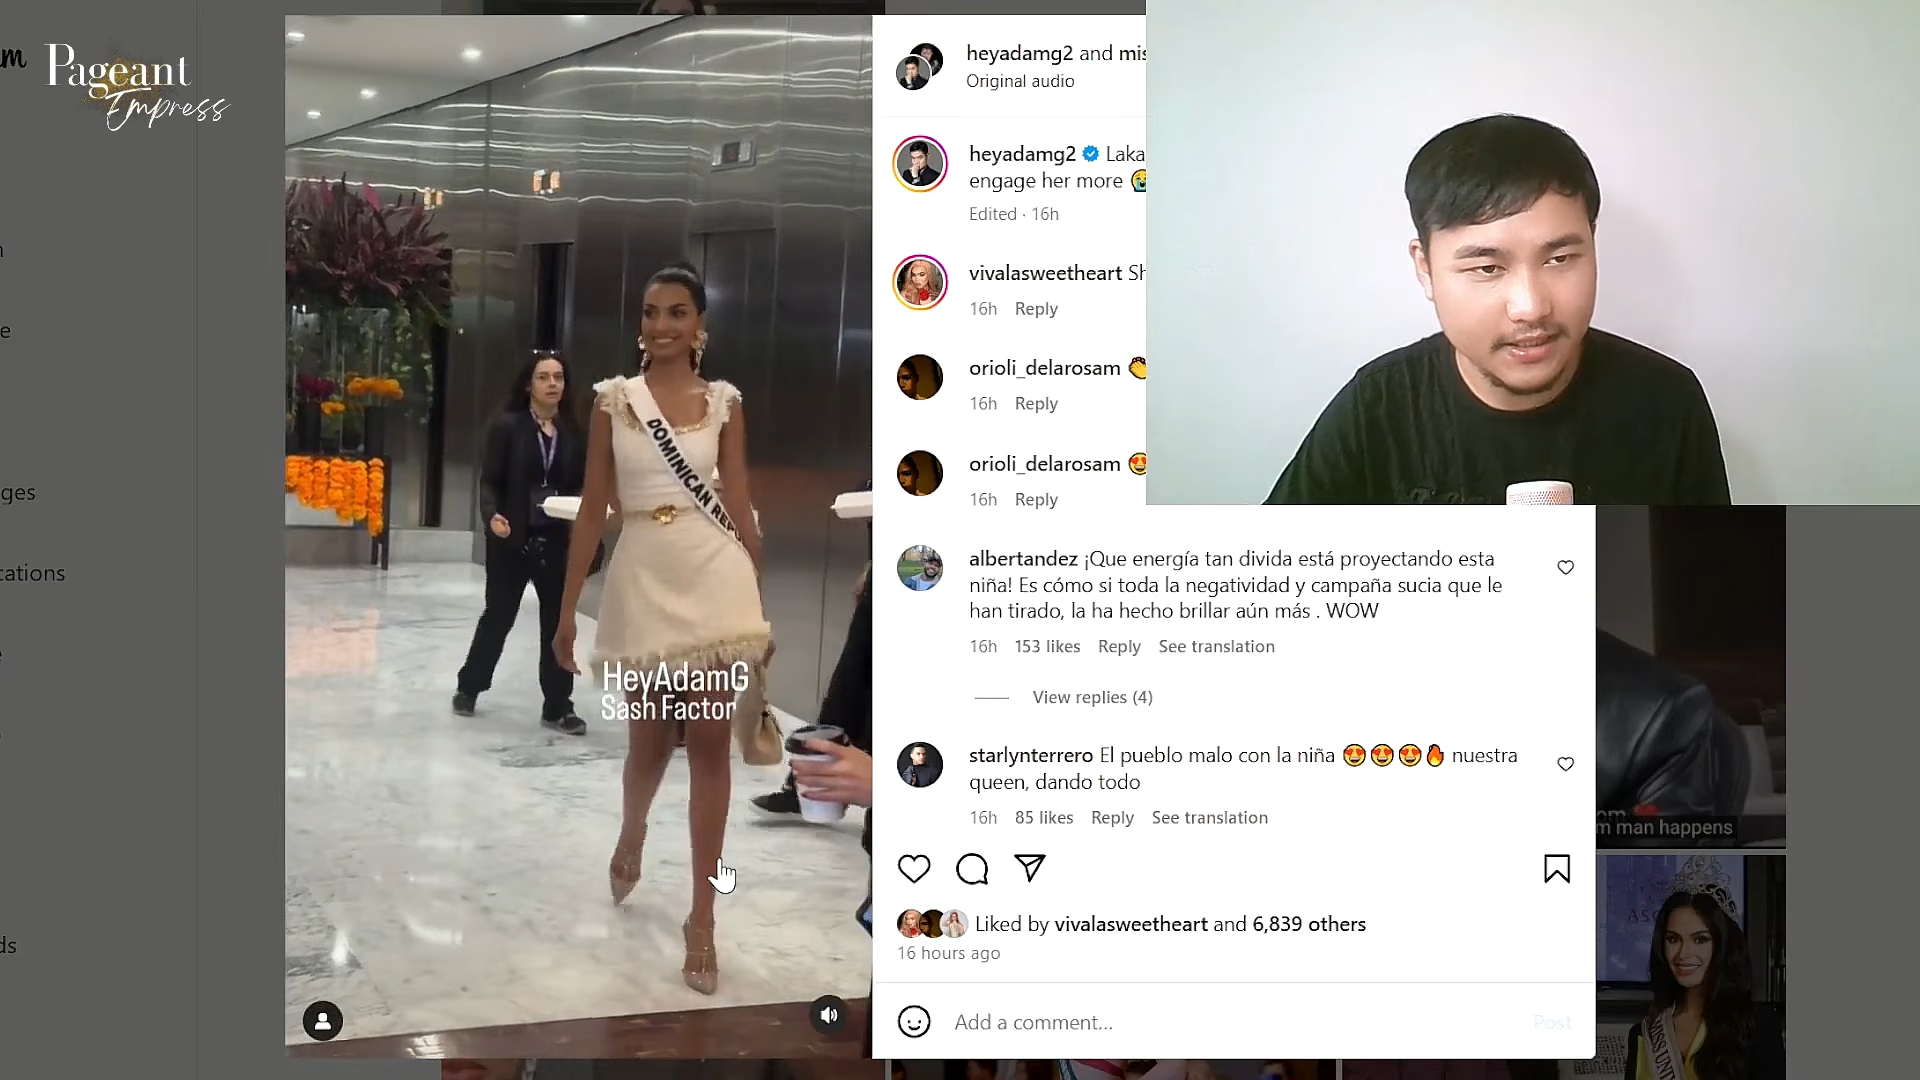 Pageant
Empress
m
ges
cations
ds
DOMINICAN REP
HeyAdamG
Sash Factor
heyadamg2 and mis
Original audio
heyadamg2 Laka
engage her more 😭
Edited · 16h
vivalasweetheart Sh
16h Reply
orioli_delarosam 👏
16h Reply
orioli_delarosam 😍
16h Reply
albertandez ¡Que energía tan divida está proyectando esta
niña! Es cómo si toda la negatividad y campaña sucia que le
han tirado, la ha hecho brillar aún más . WOW
16h 153 likes Reply See translation
View replies (4)
starlynterrero El pueblo malo con la niña 😍😍😍🔥 nuestra
queen, dando todo
16h 85 likes Reply See translation
Liked by vivalasweetheart and 6,839 others
16 hours ago
Add a comment...
Post
m man happens
MISS UNI